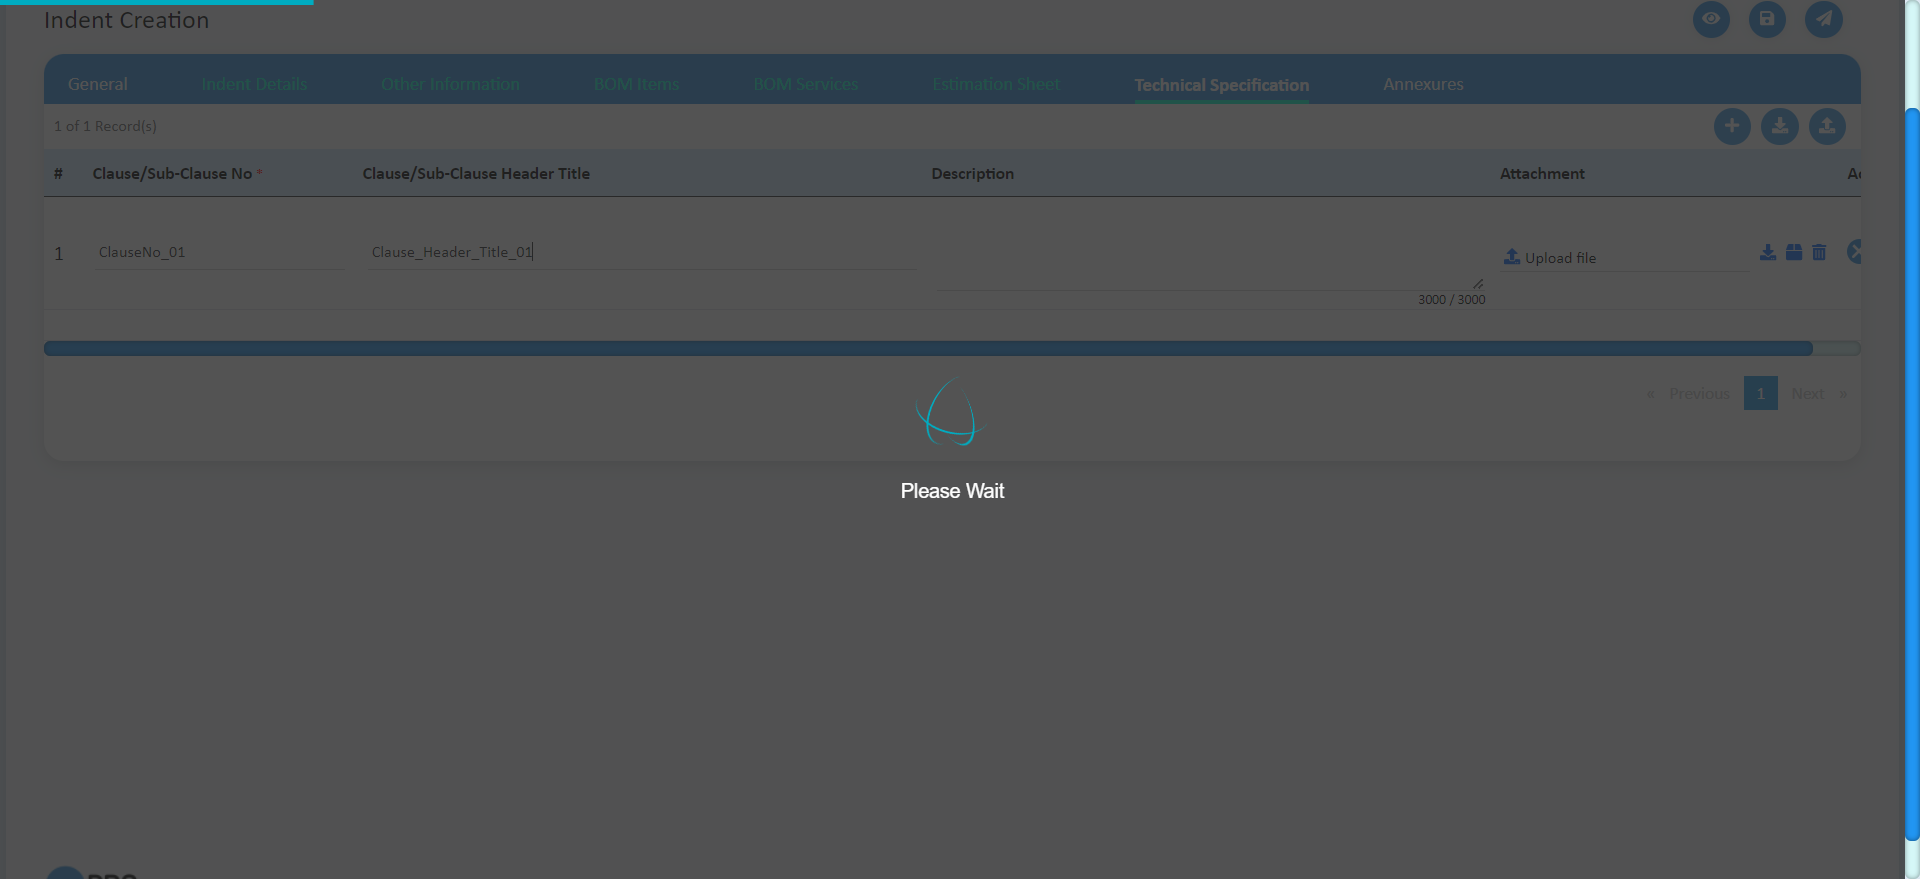 Indent Creation
General Indent Details Other Information BOM Items BOM Services Estimation Sheet Technical Specification Annexures
1 of 1 Record(s)
# Clause/Sub-Clause No * Clause/Sub-Clause Header Title Description Attachment
1 ClauseNo_01 Clause_Header_Title_01 Upload file
3000 / 3000
« Previous 1 Next »
Please Wait